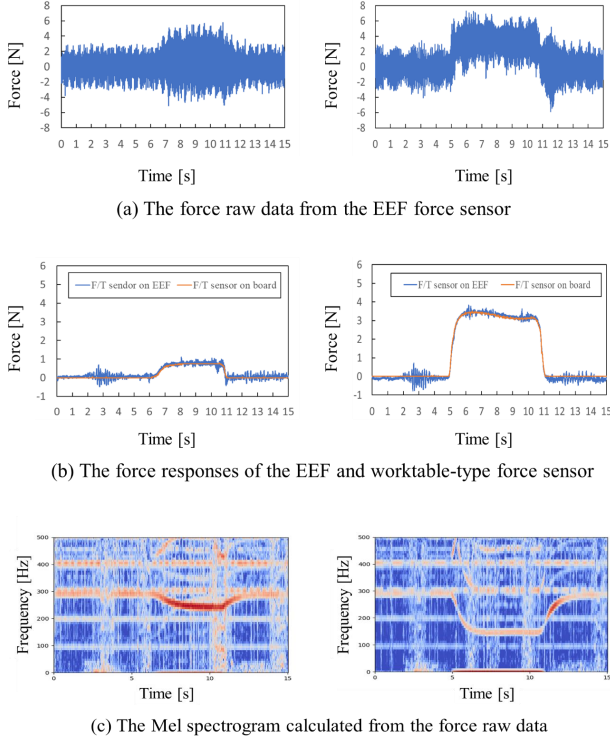 8 8
6 6
4 4
2 2
0 0
-2 -2
-4 -4
-6 -6
-8 -8
Force [N] Force [N]
0 1 2 3 4 5 6 7 8 9 10 11 12 13 14 15 0 1 2 3 4 5 6 7 8 9 10 11 12 13 14 15
Time [s] Time [s]
(a) The force raw data from the EEF force sensor
6 6
5 5
F/T sendor on EEF F/T sensor on board F/T sensor on EEF F/T sensor on board
4 4
3 3
2 2
1 1
0 0
-1 -1
Force [N] Force [N]
0 1 2 3 4 5 6 7 8 9 10 11 12 13 14 15 0 1 2 3 4 5 6 7 8 9 10 11 12 13 14 15
Time [s] Time [s]
(b) The force responses of the EEF and worktable-type force sensor
500 500
400 400
300 300
200 200
100 100
0 0
Frequency [Hz] Frequency [Hz]
0 5 10 15 0 5 10 15
Time [s] Time [s]
(c) The Mel spectrogram calculated from the force raw data